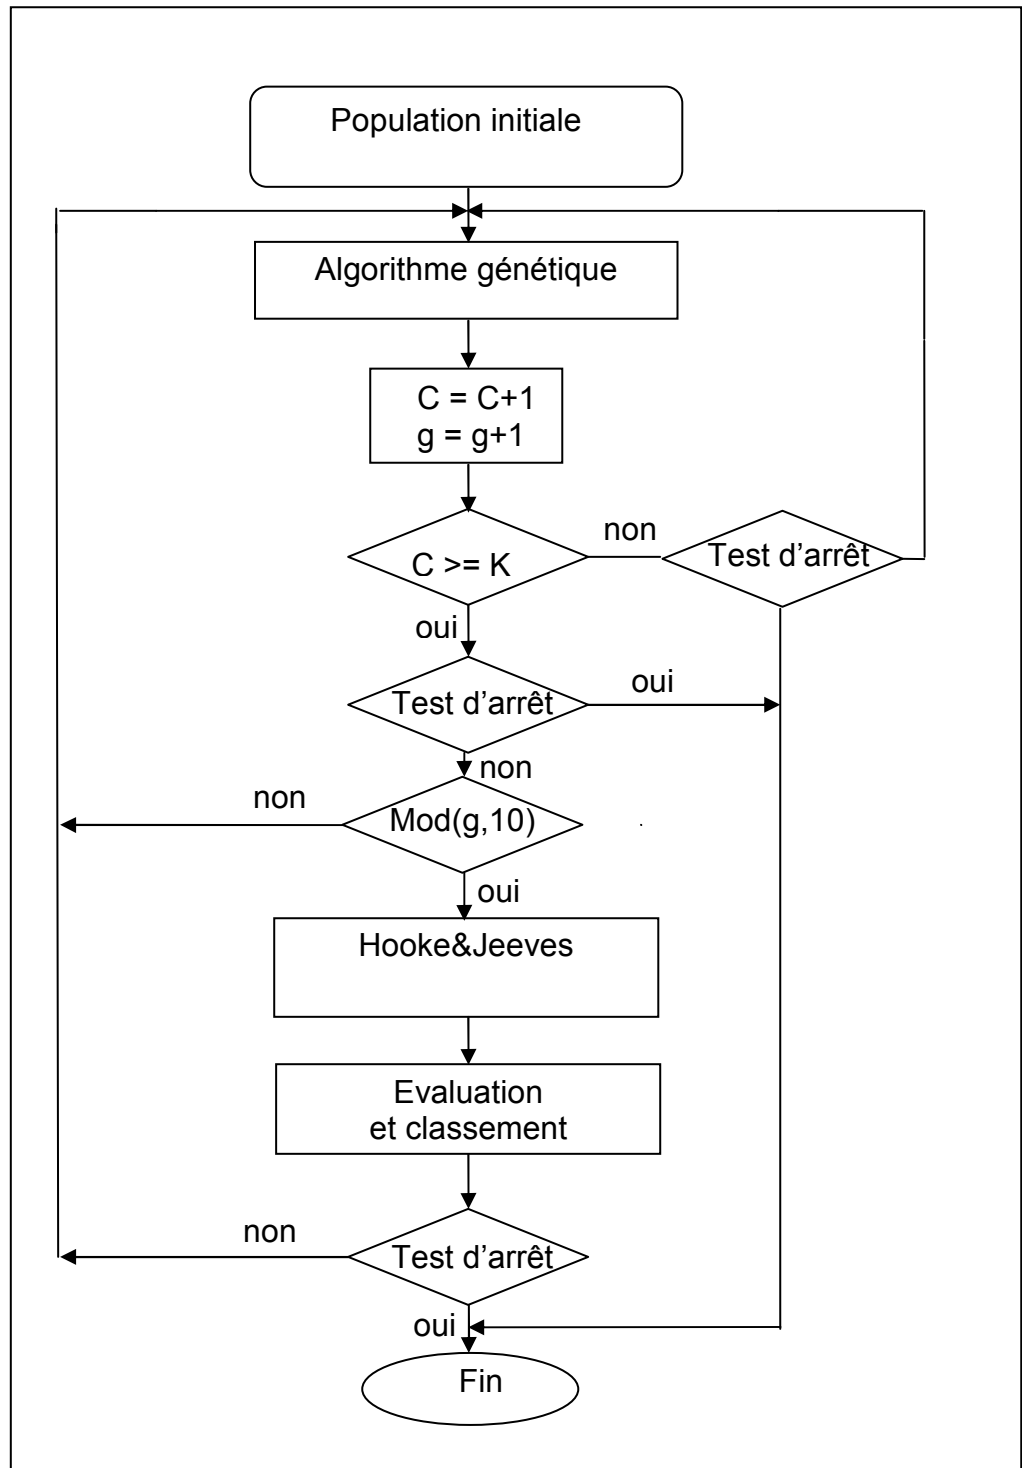 Population initiale
Algorithme génétique
C = C+1
g = g+1
C >= K
non
Test d’arrêt
oui
Test d’arrêt
oui
non
non
Mod(g,10)
oui
Hooke&Jeeves
Evaluation
et classement
non
Test d’arrêt
oui
Fin